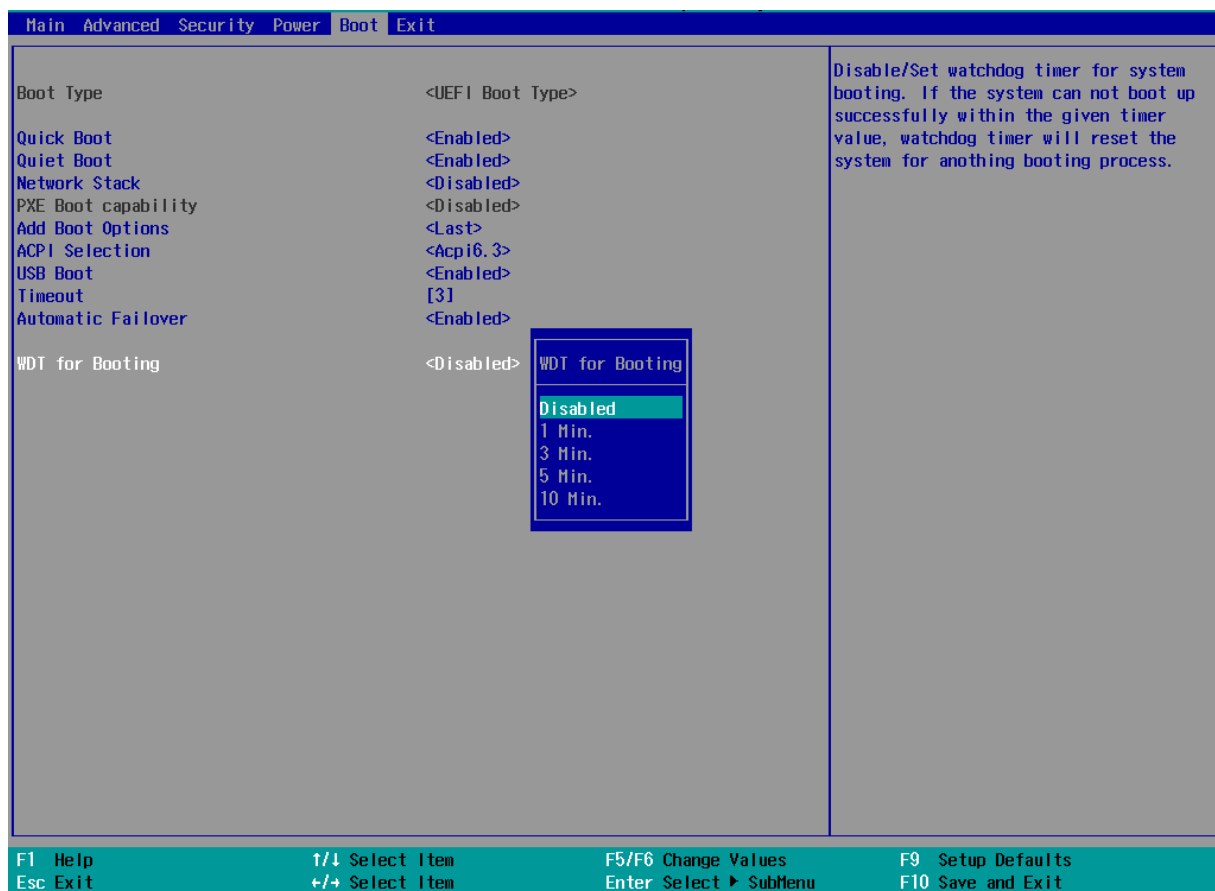 Main Advanced Security Power Boot Exit
Boot Type <UEFI Boot Type>
Quick Boot <Enabled>
Quiet Boot <Enabled>
Network Stack <Disabled>
PXE Boot capability <Disabled>
Add Boot Options <Last>
ACPI Selection <Acpi6.3>
USB Boot <Enabled>
Timeout [3]
Automatic Failover <Enabled>
WDT for Booting <Disabled>
WDT for Booting
Disabled
1 Min.
3 Min.
5 Min.
10 Min.
Disable/Set watchdog timer for system
booting. If the system can not boot up
successfully within the given timer
value, watchdog timer will reset the
system for anothing booting process.
F1 Help ↑/↓ Select Item F5/F6 Change Values F9 Setup Defaults
Esc Exit ←/→ Select Item Enter Select ▶ SubMenu F10 Save and Exit